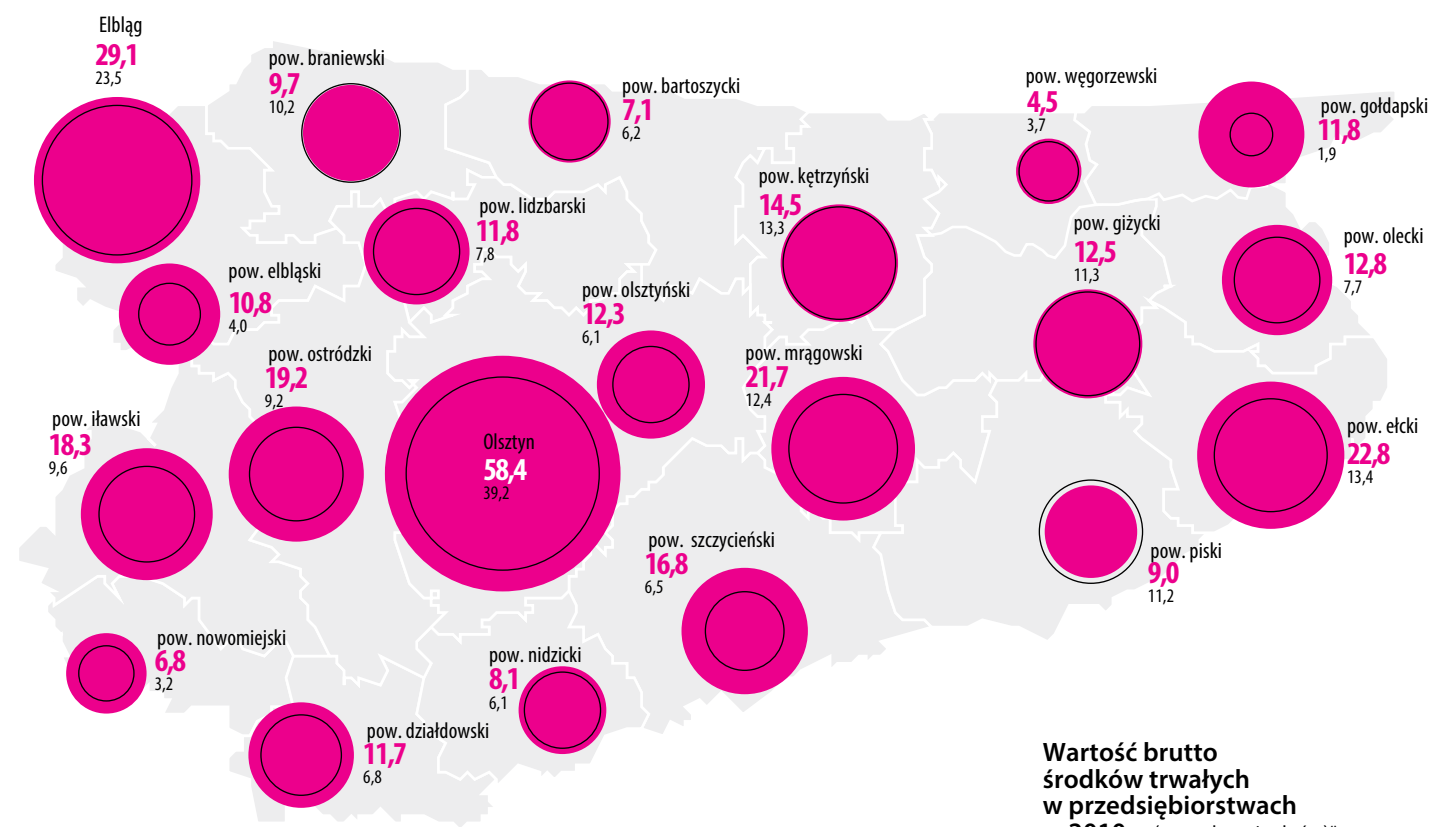 Elbląg
29,1
23,5
pow. braniewski
9,7
10,2
pow. bartoszycki
7,1
6,2
pow. węgorzewski
4,5
3,7
pow. gołdapski
11,8
1,9
pow. kętrzyński
14,5
13,3
pow. lidzbarski
11,8
7,8
pow. giżycki
12,5
11,3
pow. olecki
12,8
7,7
pow. elbląski
10,8
4,0
pow. olsztyński
12,3
6,1
pow. ostródzki
19,2
9,2
pow. mrągowski
21,7
12,4
pow. iławski
18,3
9,6
Olsztyn
58,4
39,2
pow. ełcki
22,8
13,4
pow. szczycieński
16,8
6,5
pow. piski
9,0
11,2
pow. nowomiejski
6,8
3,2
pow. nidzicki
8,1
6,1
pow. działdowski
11,7
6,8
Wartość brutto
środków trwałych
w przedsiębiorstwach